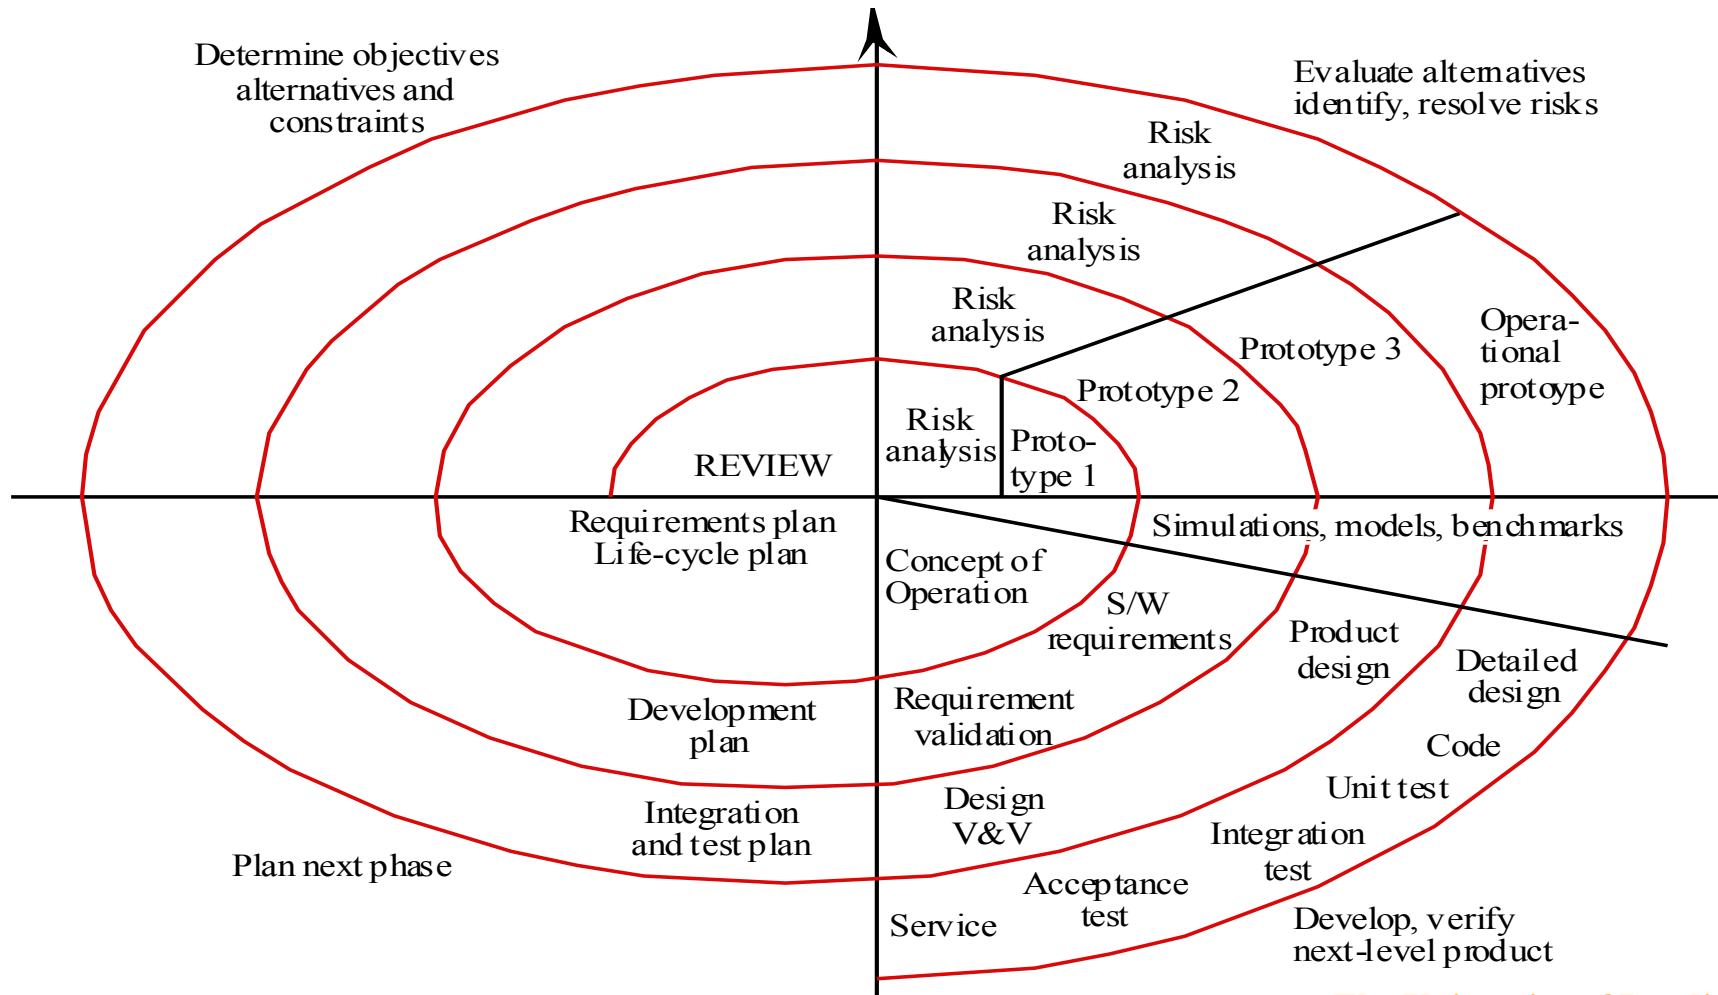 Determine objectives
alternatives and
constraints
Evaluate alternatives
identify, resolve risks
Risk
analysis
Risk
analysis
Risk
analysis
Risk
analysis
Proto-
type 1
Prototype 2
Prototype 3
Opera-
tional
protoype
REVIEW
Requirements plan
Life-cycle plan
Concept of
Operation
Simulations, models, benchmarks
S/W
requirements
Product
design
Detailed
design
Development
plan
Requirement
validation
Code
Unit test
Integration
and test plan
Design
V&V
Integration
test
Plan next phase
Acceptance
test
Service
Develop, verify
next-level product